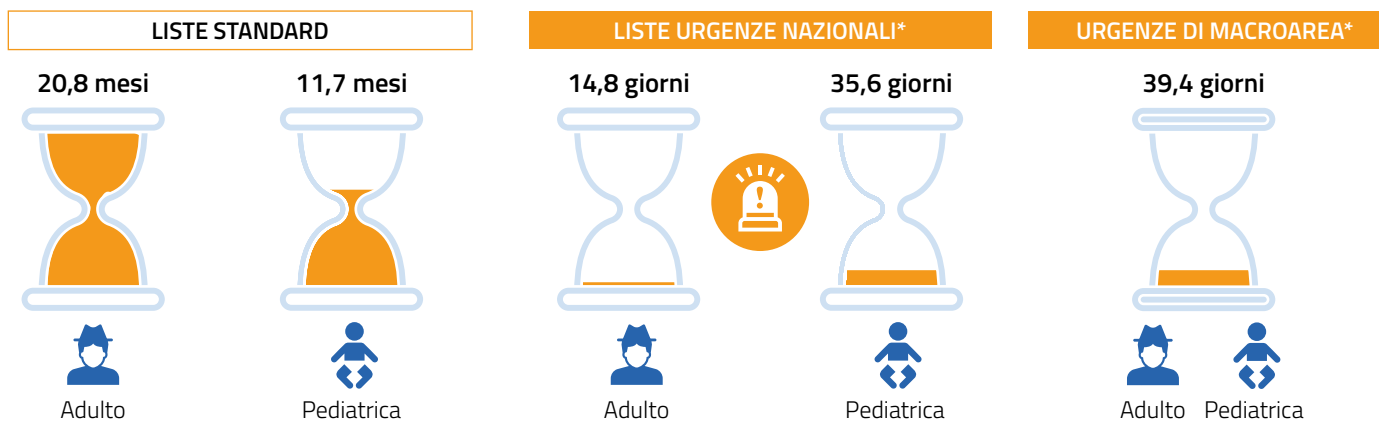 LISTE STANDARD
LISTE URGENZE NAZIONALI*
URGENZE DI MACROAREA*
20,8 mesi
11,7 mesi
14,8 giorni
35,6 giorni
39,4 giorni
!
Adulto
Pediatrica
Adulto
Pediatrica
Adulto
Pediatrica